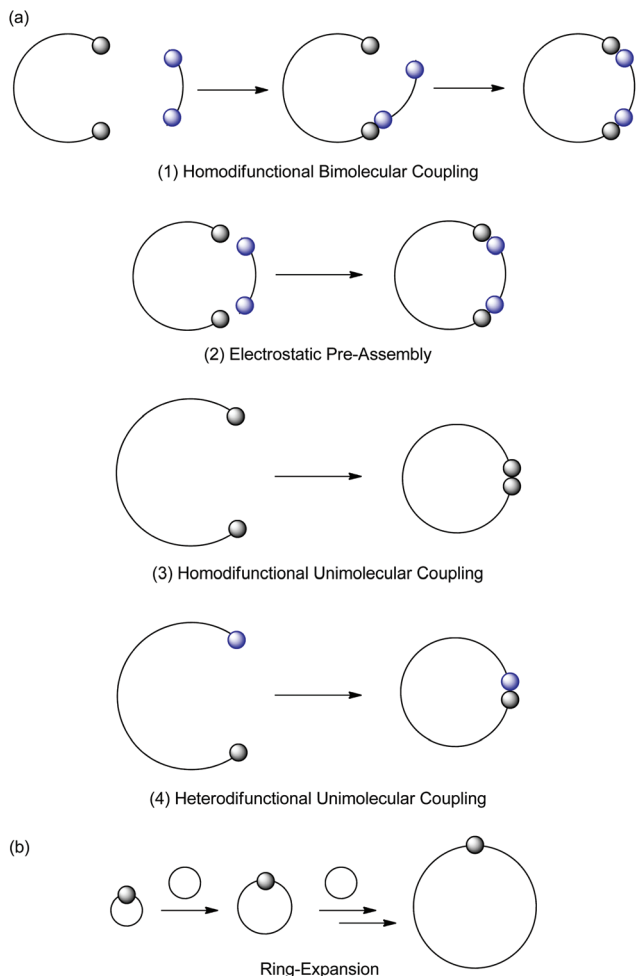 (a)
(1) Homodifunctional Bimolecular Coupling
(2) Electrostatic Pre-Assembly
(3) Homodifunctional Unimolecular Coupling
(4) Heterodifunctional Unimolecular Coupling
(b)
Ring-Expansion